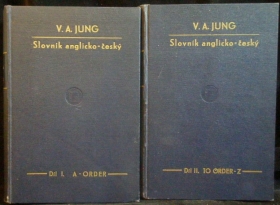 V. A. JUNG
Slovník anglicko-český
Díl I. A-ORDER
V. A. JUNG
Slovník anglicko-český
Díl II. TO ORDER-Z